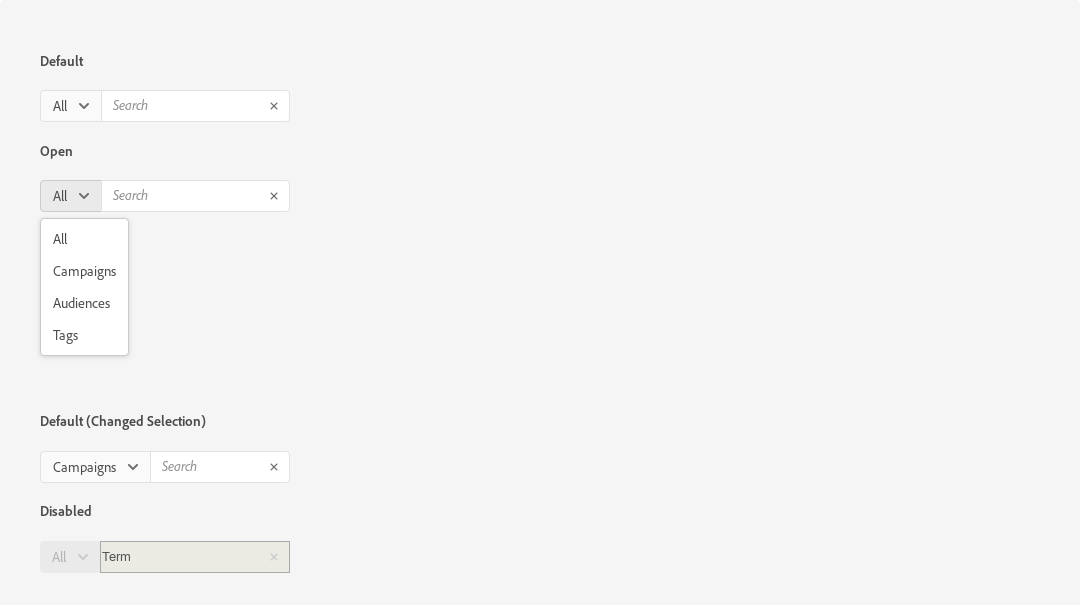 Default
All Search
Open
All Search
All
Campaigns
Audiences
Tags
Default (Changed Selection)
Campaigns Search
Disabled
All Term